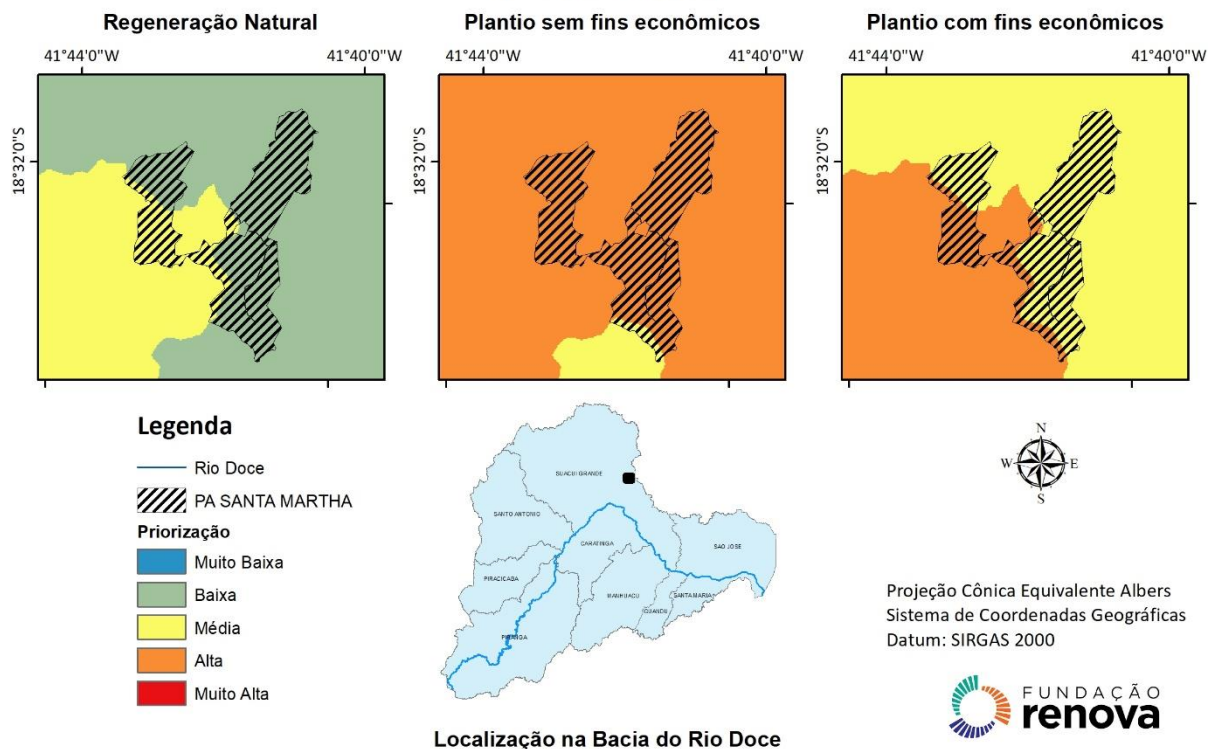 Regeneração Natural
Plantio sem fins econômicos
Plantio com fins econômicos
41°44'0"W
41°40'0"W
41°44'0"W
41°40'0"W
41°44'0"W
41°40'0"W
18°32'0"S
18°32'0"S
18°32'0"S
Legenda
Rio Doce
PA SANTA MARTHA
Priorização
Muito Baixa
Baixa
Média
Alta
Muito Alta
SUACUI GRANDE
SANTO ANTONIO
CARATINGA
SAO JOSE
PIRACICABA
MANHUACU
SANTA MARIA
GUANDU
PIRANGA
Localização na Bacia do Rio Doce
N
W
E
S
Projeção Cônica Equivalente Albers
Sistema de Coordenadas Geográficas
Datum: SIRGAS 2000
FUNDAÇÃO
renova